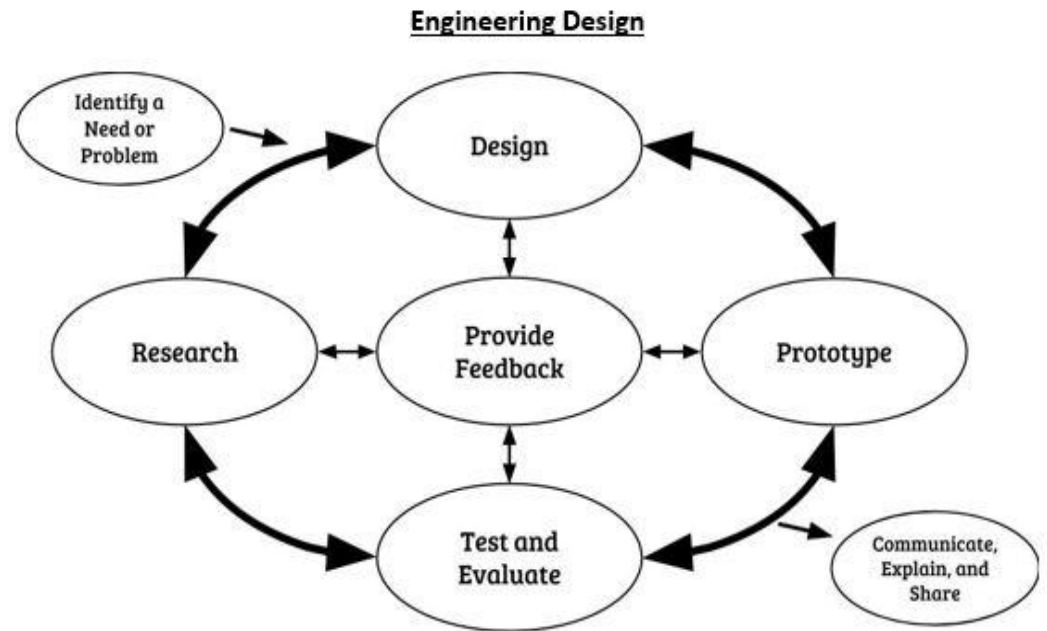 Engineering Design
Identify a
Need or
Problem
Design
Research
Provide
Feedback
Prototype
Test and
Evaluate
Communicate,
Explain, and
Share